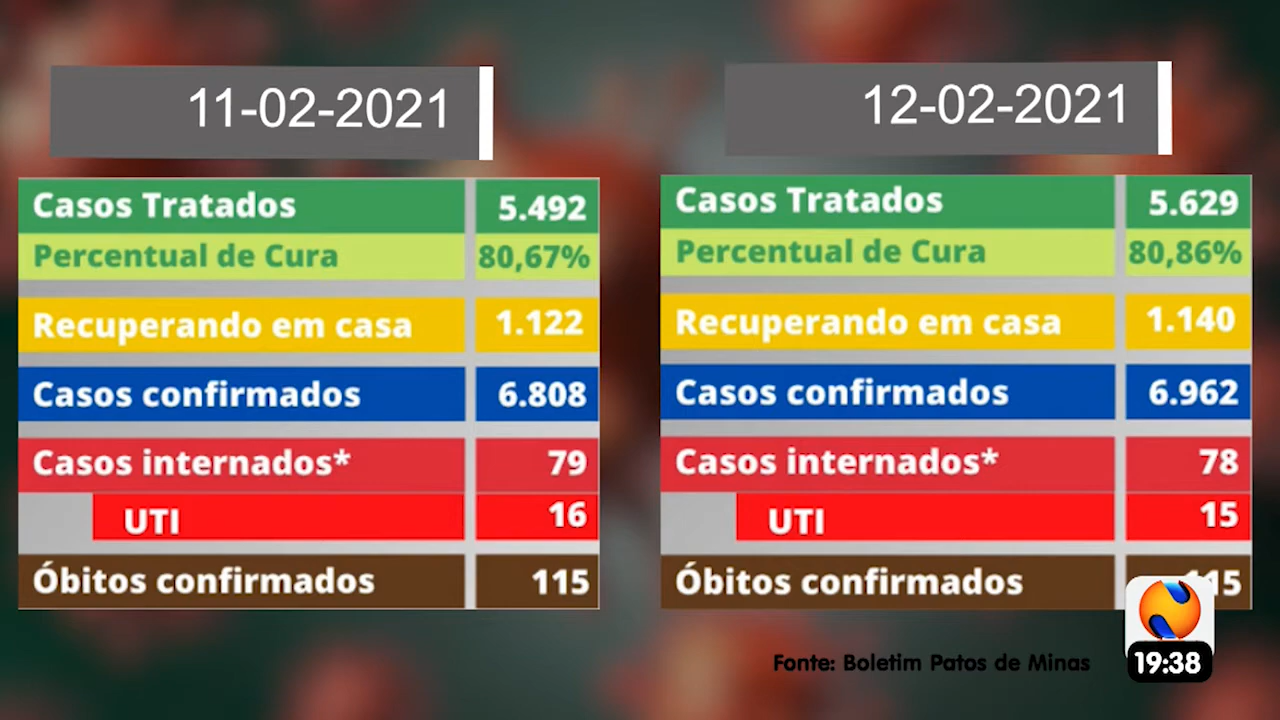 11-02-2021
Casos Tratados 5.492
Percentual de Cura 80,67%
Recuperando em casa 1.122
Casos confirmados 6.808
Casos internados* 79
UTI 16
Óbitos confirmados 115
12-02-2021
Casos Tratados 5.629
Percentual de Cura 80,86%
Recuperando em casa 1.140
Casos confirmados 6.962
Casos internados* 78
UTI 15
Óbitos confirmados
Fonte: Boletim Patos de Minas
19:38